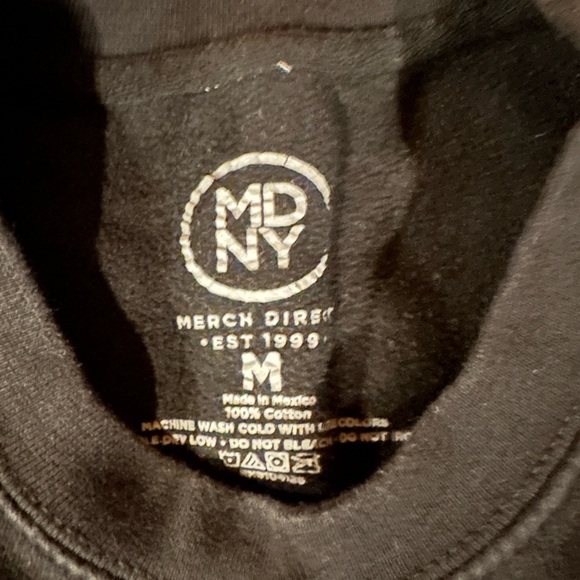 MD
NY
MERCH DIREC
•EST 1999•
M
Made in Mexico
100% Cotton
MACHINE WASH COLD WITH COLORS
DRY LOW • DO NOT BLEACH • DO NOT